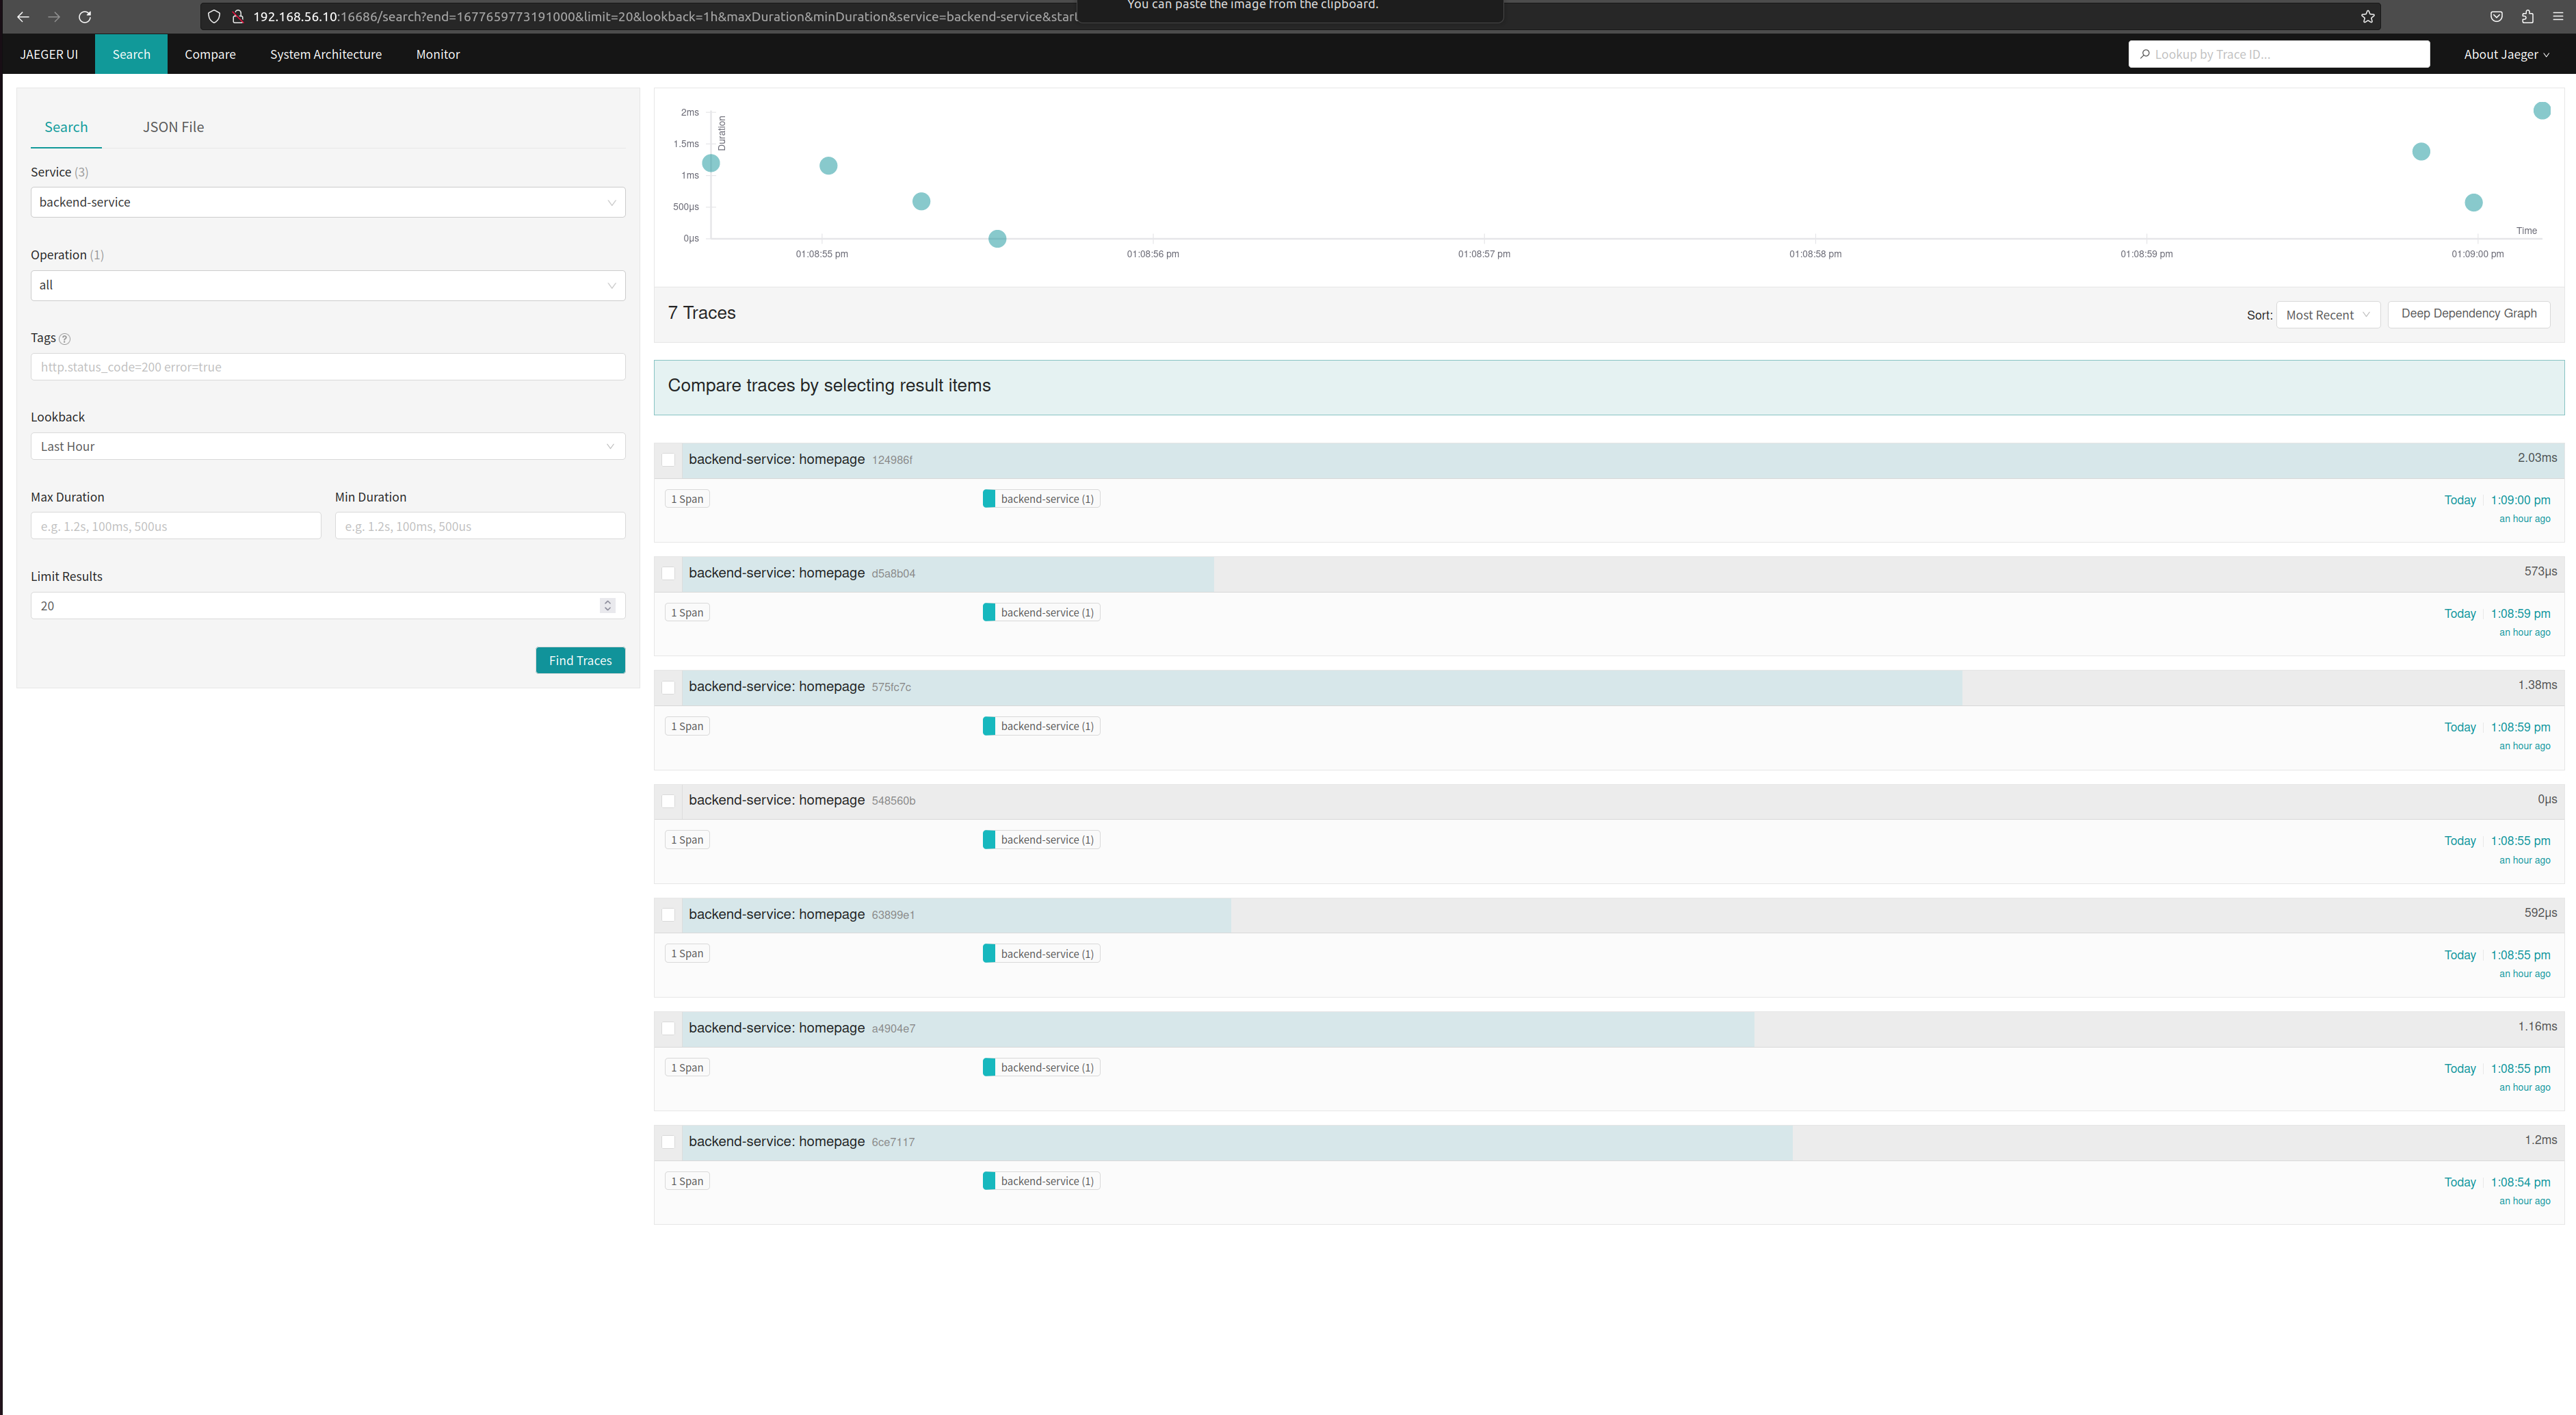 You can paste the image from the clipboard.
192.168.56.10:16686/search?end=1677659773191000&limit=20&lookback=1h&maxDuration&minDuration&service=backend-service&start
JAEGER UI Search Compare System Architecture Monitor Lookup by Trace ID... About Jaeger
Search JSON File
Service (3)
backend-service
Operation (1)
all
Tags ?
http.status_code=200 error=true
Lookback
Last Hour
Max Duration Min Duration
e.g. 1.2s, 100ms, 500us e.g. 1.2s, 100ms, 500us
Limit Results
20
Find Traces
Duration
2ms
1.5ms
1ms
500μs
0μs
Time
01:08:55 pm 01:08:56 pm 01:08:57 pm 01:08:58 pm 01:08:59 pm 01:09:00 pm
7 Traces Sort: Most Recent Deep Dependency Graph
Compare traces by selecting result items
backend-service: homepage 124986f 2.03ms
1 Span backend-service (1) Today 1:09:00 pm
an hour ago
backend-service: homepage d5a8b04 573μs
1 Span backend-service (1) Today 1:08:59 pm
an hour ago
backend-service: homepage 575fc7c 1.38ms
1 Span backend-service (1) Today 1:08:59 pm
an hour ago
backend-service: homepage 548560b 0μs
1 Span backend-service (1) Today 1:08:55 pm
an hour ago
backend-service: homepage 63899e1 592μs
1 Span backend-service (1) Today 1:08:55 pm
an hour ago
backend-service: homepage a4904e7 1.16ms
1 Span backend-service (1) Today 1:08:55 pm
an hour ago
backend-service: homepage 6ce7117 1.2ms
1 Span backend-service (1) Today 1:08:54 pm
an hour ago